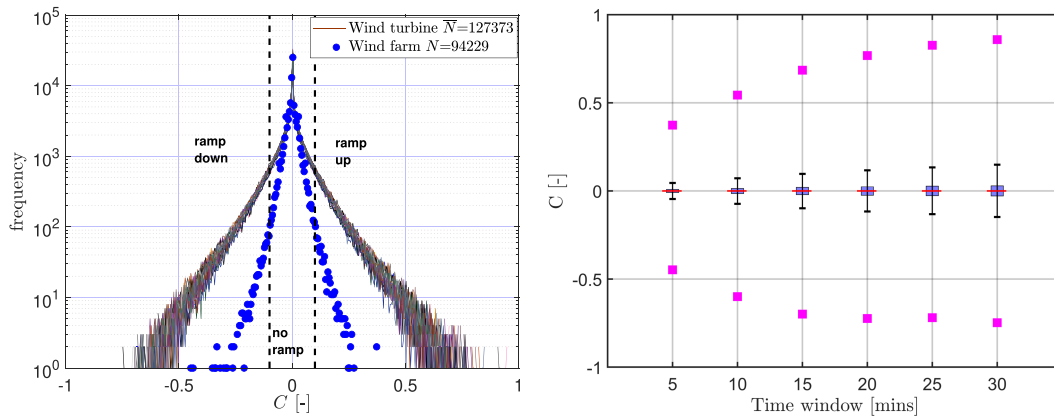 10^5
10^4
10^3
10^2
10^1
10^0
frequency
-1
-0.5
0
0.5
1
C [-]
Wind turbine N̅=127373
Wind farm N=94229
ramp
down
ramp
up
no
ramp
1
0.5
0
-0.5
-1
C [-]
5
10
15
20
25
30
Time window [mins]